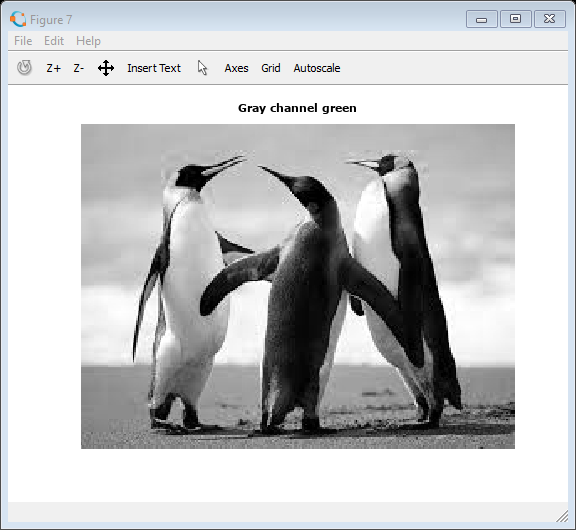 Figure 7
File Edit Help
Z+ Z- Insert Text Axes Grid Autoscale
Gray channel green